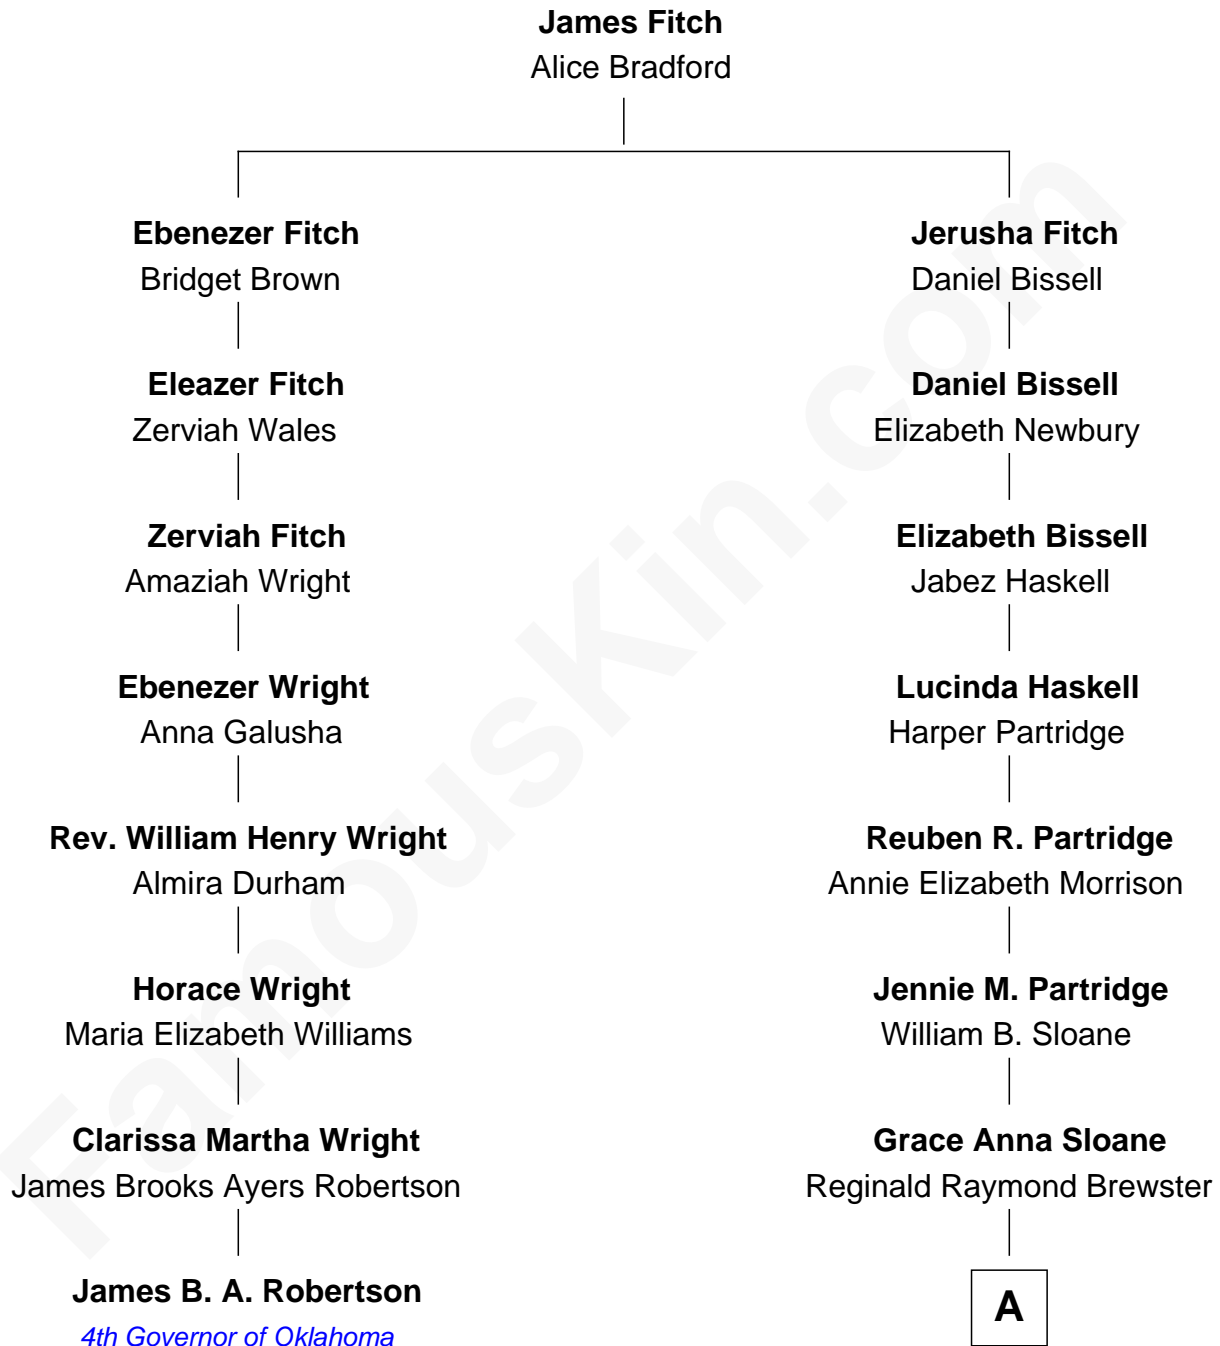 James Fitch
Alice Bradford
Ebenezer Fitch
Bridget Brown
Jerusha Fitch
Daniel Bissell
Eleazer Fitch
Zerviah Wales
Daniel Bissell
Elizabeth Newbury
Zerviah Fitch
Amaziah Wright
Elizabeth Bissell
Jabez Haskell
Ebenezer Wright
Anna Galusha
Lucinda Haskell
Harper Partridge
Rev. William Henry Wright
Almira Durham
Reuben R. Partridge
Annie Elizabeth Morrison
Horace Wright
Maria Elizabeth Williams
Jennie M. Partridge
William B. Sloane
Clarissa Martha Wright
James Brooks Ayers Robertson
Grace Anna Sloane
Reginald Raymond Brewster
James B. A. Robertson
4th Governor of Oklahoma
A
FamousKin.com